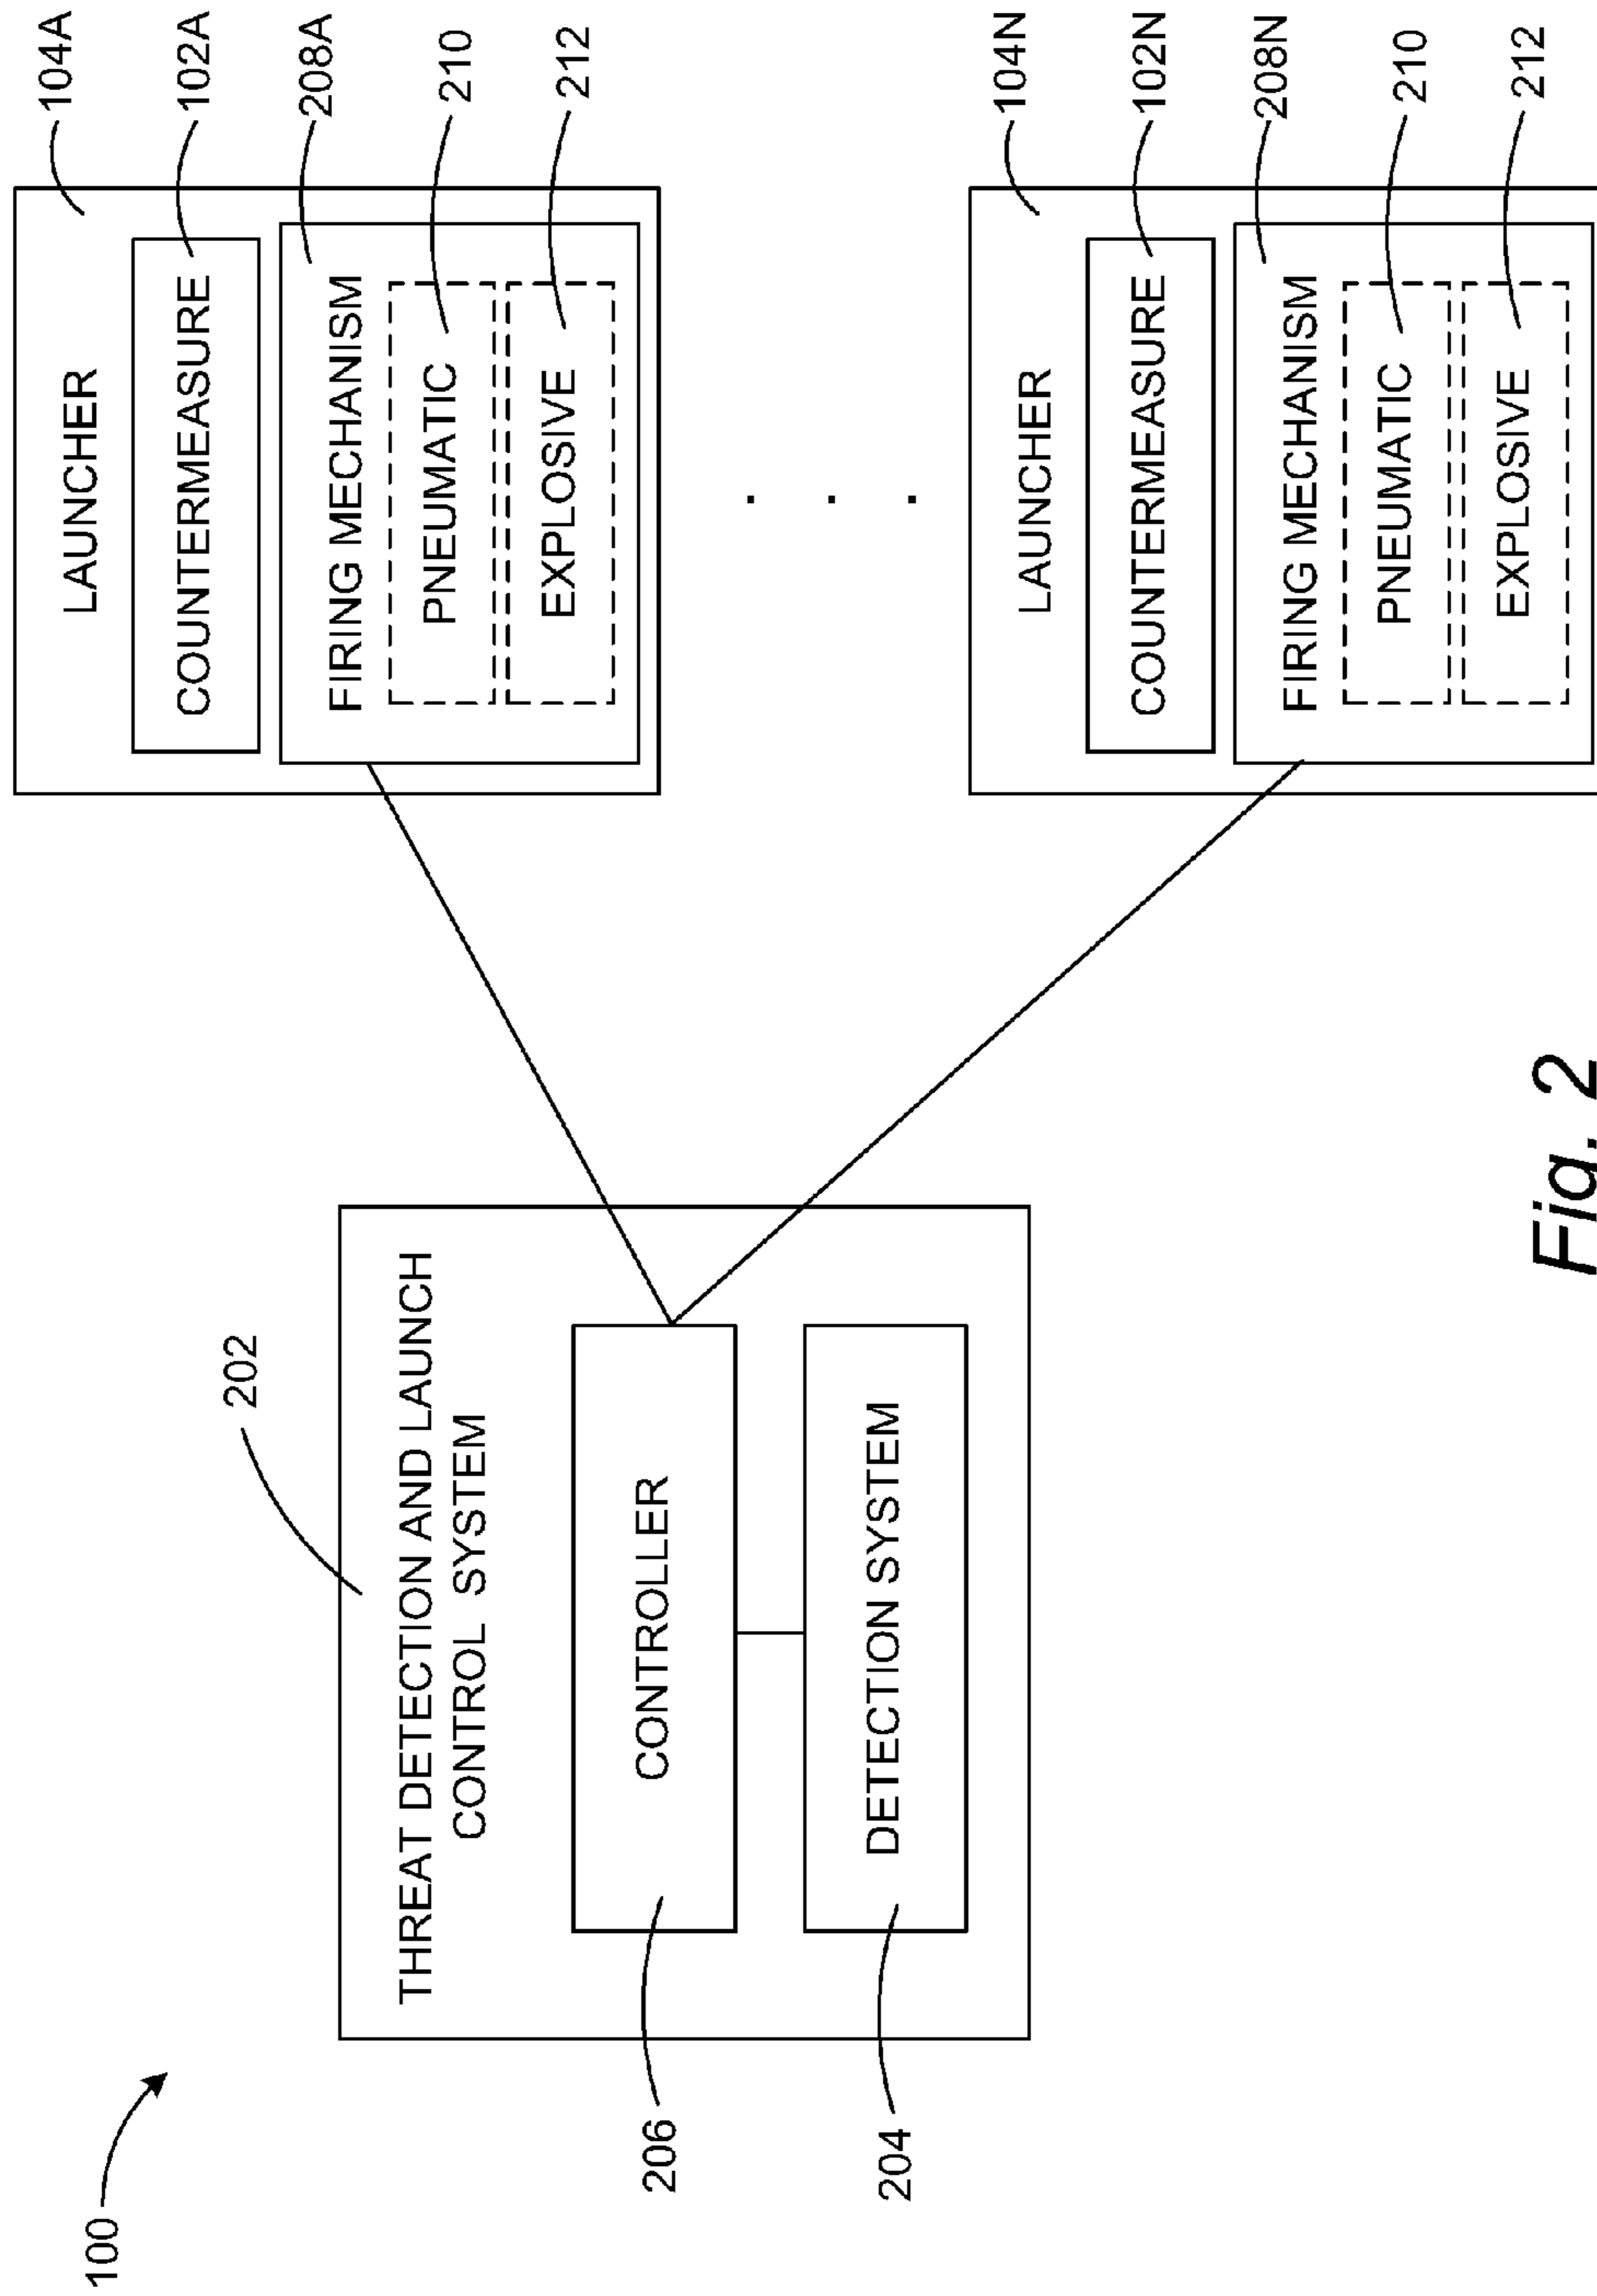 100
202
THREAT DETECTION AND LAUNCH
CONTROL SYSTEM
CONTROLLER
206
DETECTION SYSTEM
204
LAUNCHER
104A
COUNTERMEASURE
102A
FIRING MECHANISM
208A
PNEUMATIC
210
EXPLOSIVE
212
. . .
LAUNCHER
104N
COUNTERMEASURE
102N
FIRING MECHANISM
208N
PNEUMATIC
210
EXPLOSIVE
212
Fig. 2